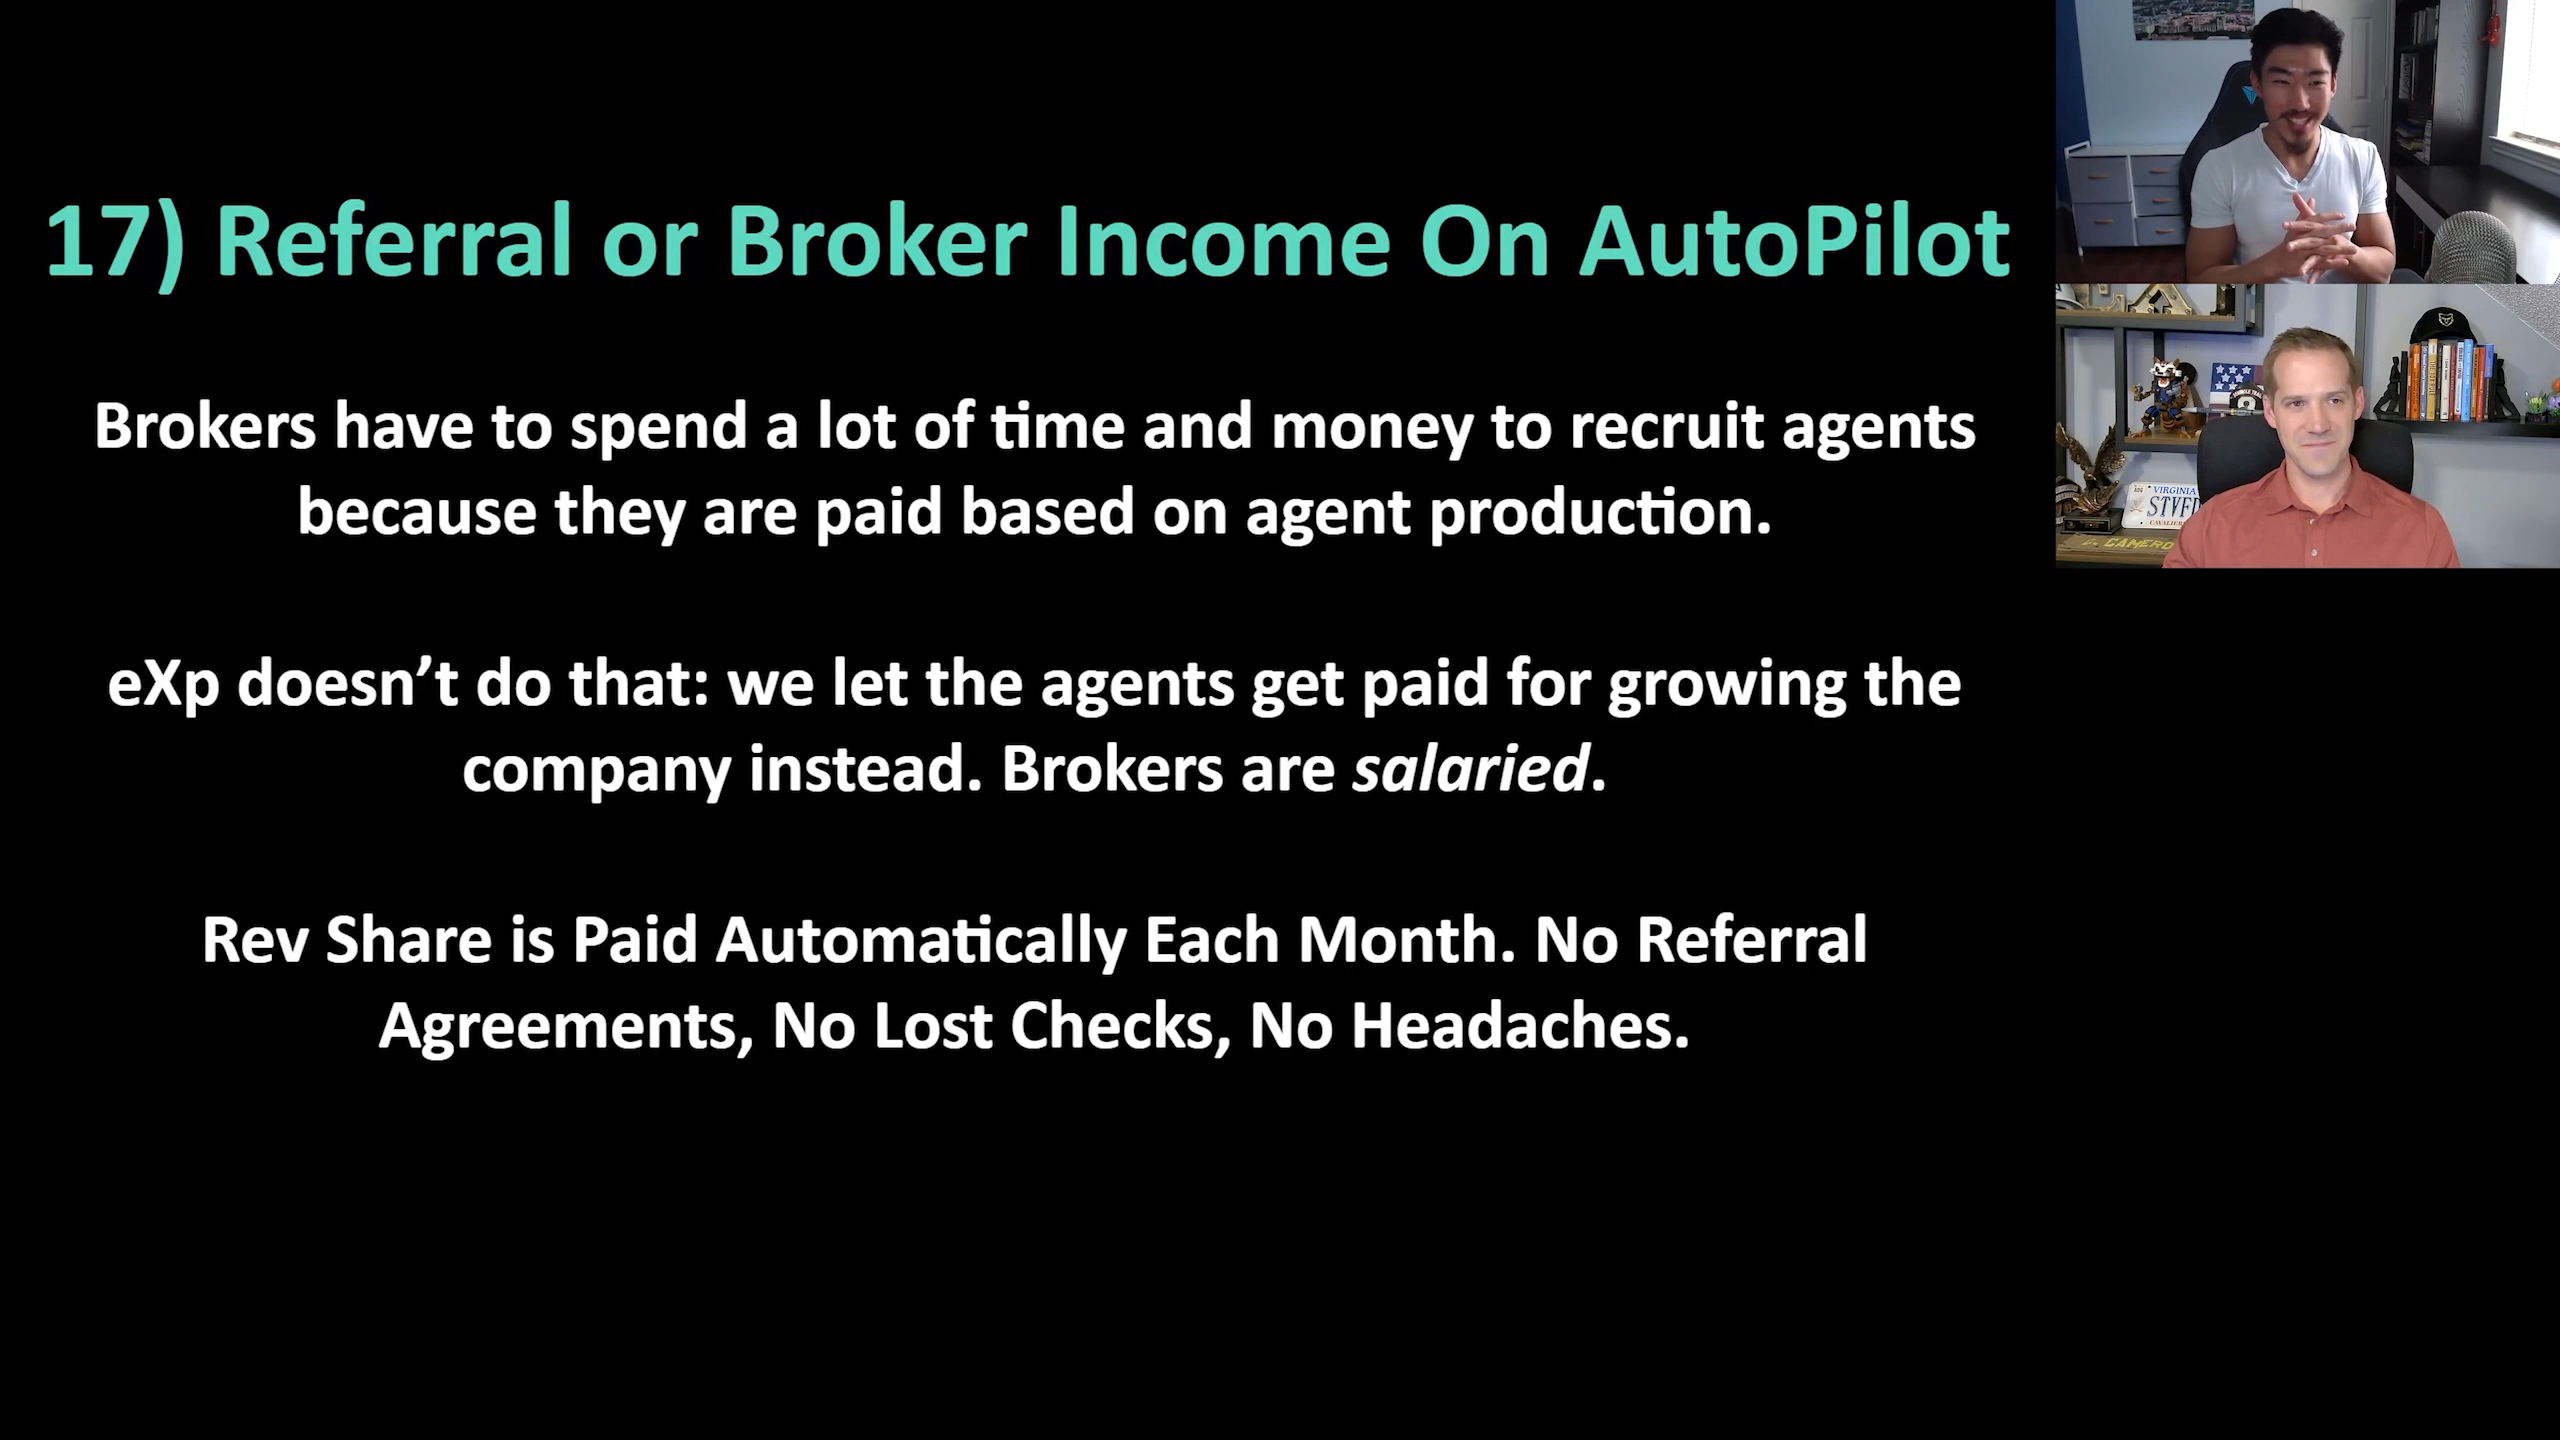 17) Referral or Broker Income On AutoPilot
Brokers have to spend a lot of time and money to recruit agents
because they are paid based on agent production.
eXp doesn’t do that: we let the agents get paid for growing the
company instead. Brokers are salaried.
Rev Share is Paid Automatically Each Month. No Referral
Agreements, No Lost Checks, No Headaches.
VIRGINIA